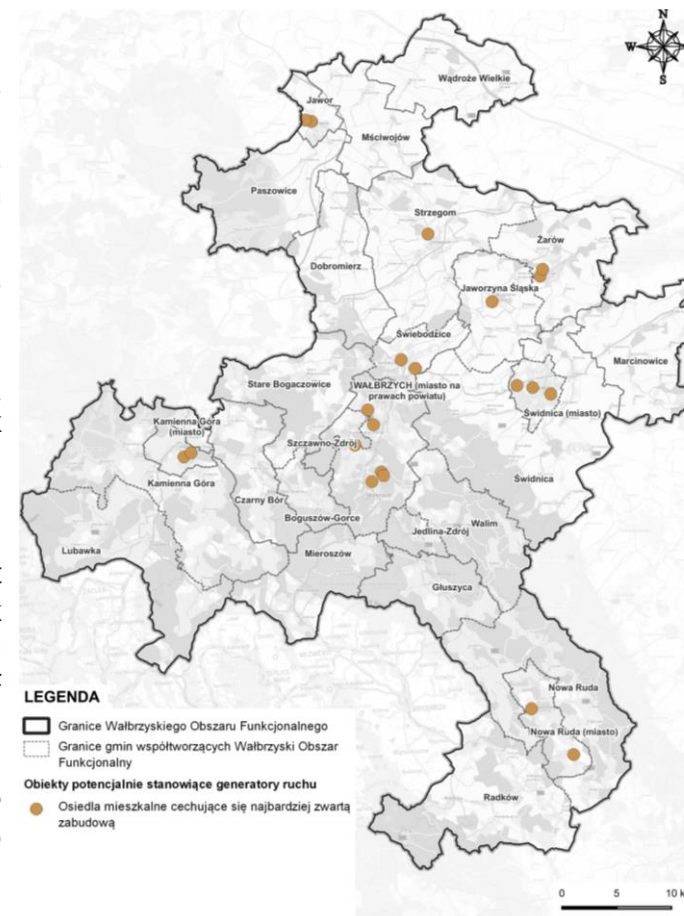 N
W
S
Wądroże Wielkie
Jawor
Mściwojów
Paszowice
Strzegom
Żarów
Dobromierz
Jaworzyna Śląska
Świebodzice
Marcinowice
Stare Bogaczowice
WAŁBRZYCH (miasto na
prawach powiatu)
Świdnica (miasto)
Kamienna Góra
(miasto)
Szczawno-Zdrój
Kamienna Góra
Świdnica
Czarny Bór
Boguszów-Gorce
Walim
Jedlina-Zdrój
Lubawka
Mieroszów
Głuszyca
LEGENDA
Nowa Ruda
Granice Wałbrzyskiego Obszaru Funkcjonalnego
Nowa Ruda (miasto)
Granice gmin współtworzących Wałbrzyski Obszar
Funkcjonalny
Obiekty potencjalnie stanowiące generatory ruchu
Radków
Osiedla mieszkalne cechujące się najbardziej zwartą
zabudową
0 5 10 k